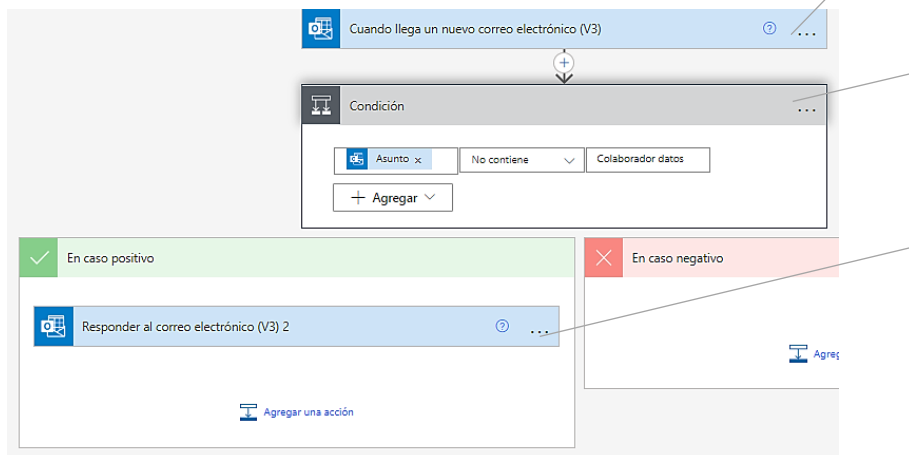 Cuando llega un nuevo correo electrónico (V3)
Condición
Asunto x No contiene Colaborador datos
Agregar
En caso positivo En caso negativo
Responder al correo electrónico (V3) 2
Agreg
Agregar una acción